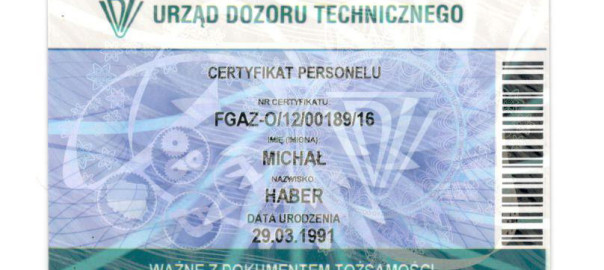 URZĄD DOZORU TECHNICZNEGO
CERTYFIKAT PERSONELU
NR CERTYFIKATU
FGAZ-O/12/00189/16
IMIĘ (IMIONA)
MICHAŁ
NAZWISKO
HABER
DATA URODZENIA
29.03.1991
WAŻNE Z DOKUMENTEM TOŻSAMOŚCI